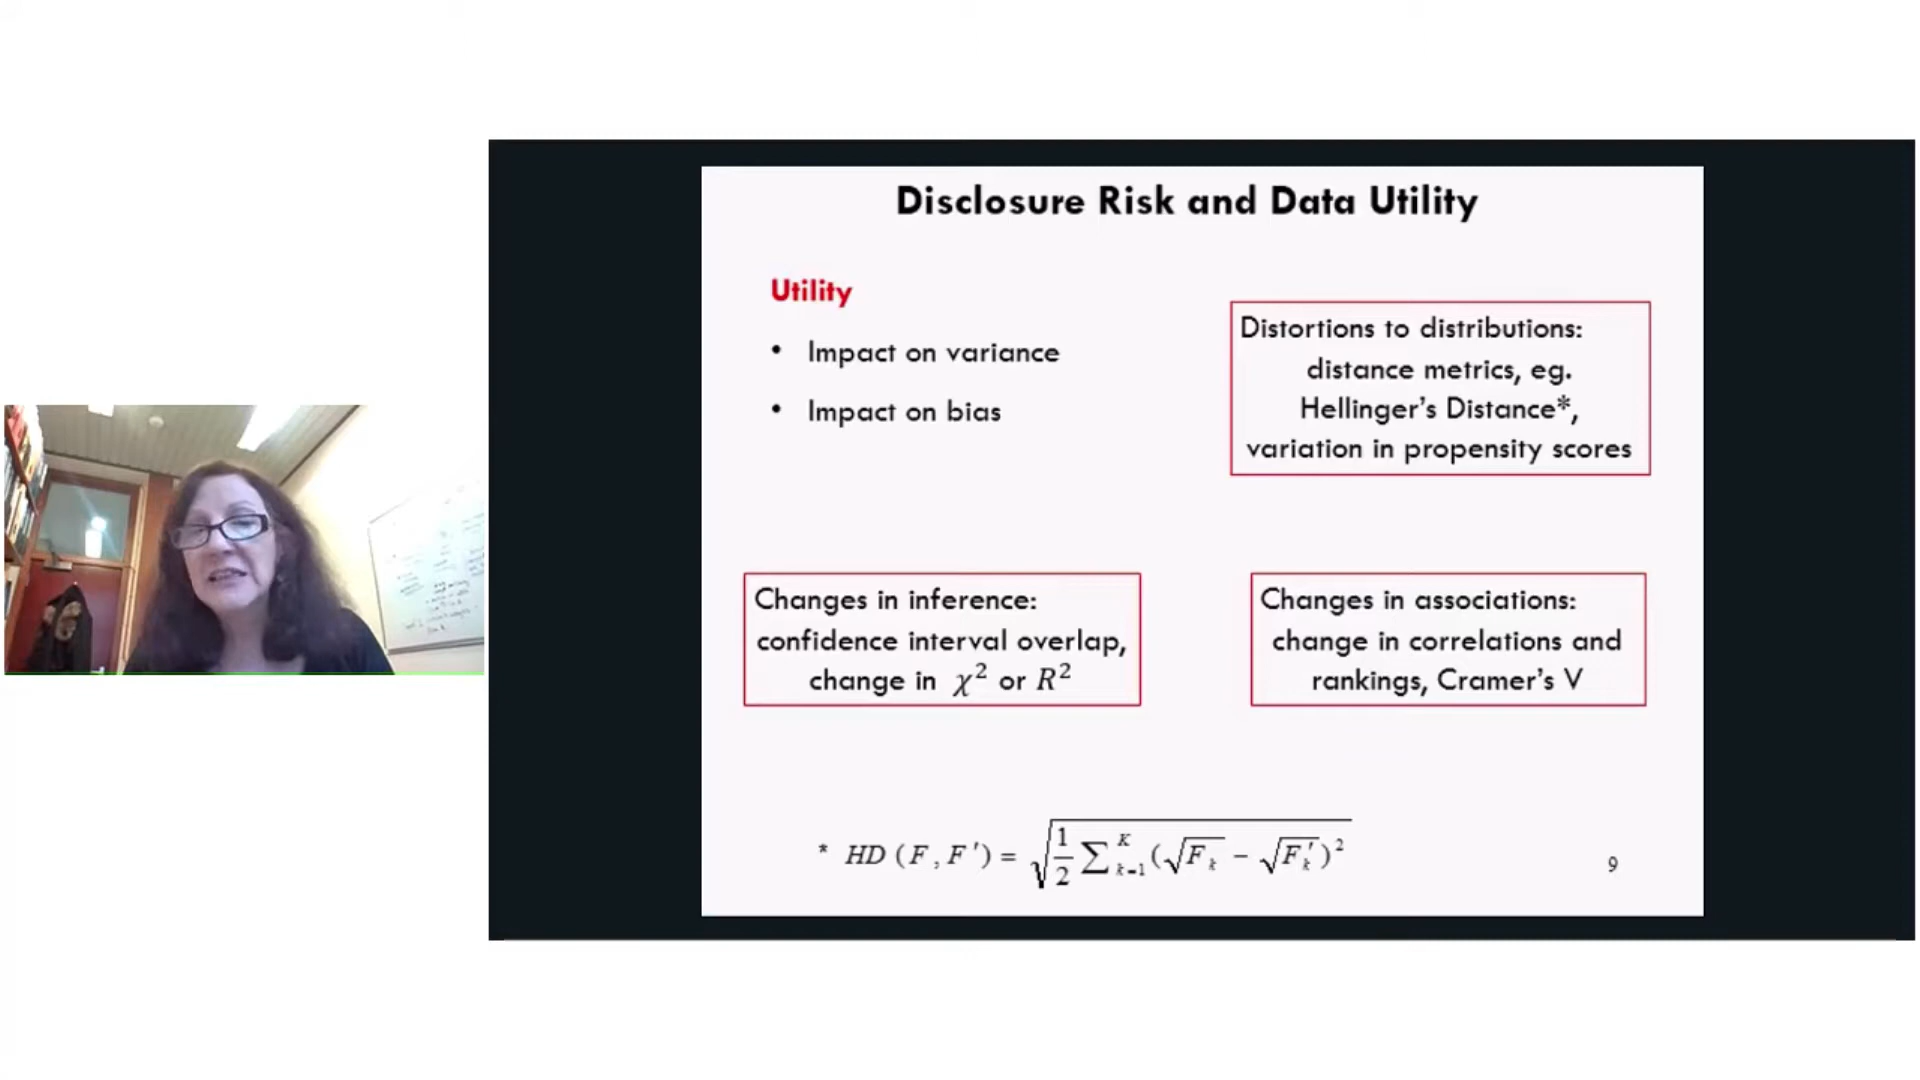 Disclosure Risk and Data Utility
Utility
• Impact on variance
• Impact on bias
Distortions to distributions:
distance metrics, eg.
Hellinger's Distance*,
variation in propensity scores
Changes in inference:
confidence interval overlap,
change in χ² or R²
Changes in associations:
change in correlations and
rankings, Cramer's V
* HD (F, F′) = √(1/2 ∑ₖ₌₁ᴷ (√Fₖ − √F′ₖ)²)
9